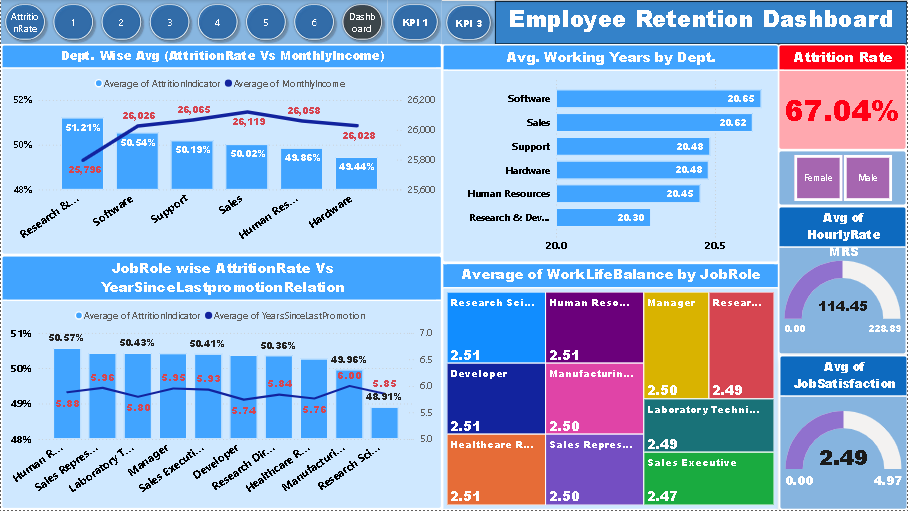 Attritio
nRate
1
2
3
4
5
6
Dashb
oard
KPI 1
KPI 3
Employee Retention Dashboard
Dept. Wise Avg (AttritionRate Vs MonthlyIncome)
Average of AttritionIndicator
Average of MonthlyIncome
52%
50%
48%
26200
26,000
25,800
25,600
51.21%
50.54%
50.19%
50.02%
49.86%
49.44%
25,796
26,026
26,065
26,119
26,058
26,028
Research &...
Software
Support
Sales
Human Res...
Hardware
Avg. Working Years by Dept.
Software
20.65
Sales
20.62
Support
20.48
Hardware
20.48
Human Resources
20.45
Research & Dev...
20.30
20.0
20.5
Attrition Rate
67.04%
Female
Male
Avg of
HourlyRate
MRS
114.45
0.00
228.89
JobRole wise AttritionRate Vs
YearSinceLastpromotionRelation
Average of AttritionIndicator
Average of YearsSinceLastPromotion
51%
50%
49%
48%
7.0
6.5
6.0
5.5
5.0
50.57%
50.43%
50.41%
50.36%
49.96%
48.91%
5.88
5.96
5.80
5.95
5.93
5.74
5.84
5.76
6.00
5.85
Human R...
Sales Repres...
Laboratory T...
Manager
Sales Executi...
Developer
Research Dir...
Healthcare R...
Manufacturi...
Research Sci...
Average of WorkLifeBalance by JobRole
Research Sci...
2.51
Human Reso...
2.51
Manager
2.50
Resear...
2.49
Developer
2.51
Manufacturin...
2.50
Laboratory Techni...
2.49
Healthcare R...
2.51
Sales Repres...
2.50
Sales Executive
2.47
Avg of
JobSatisfaction
2.49
0.00
4.97